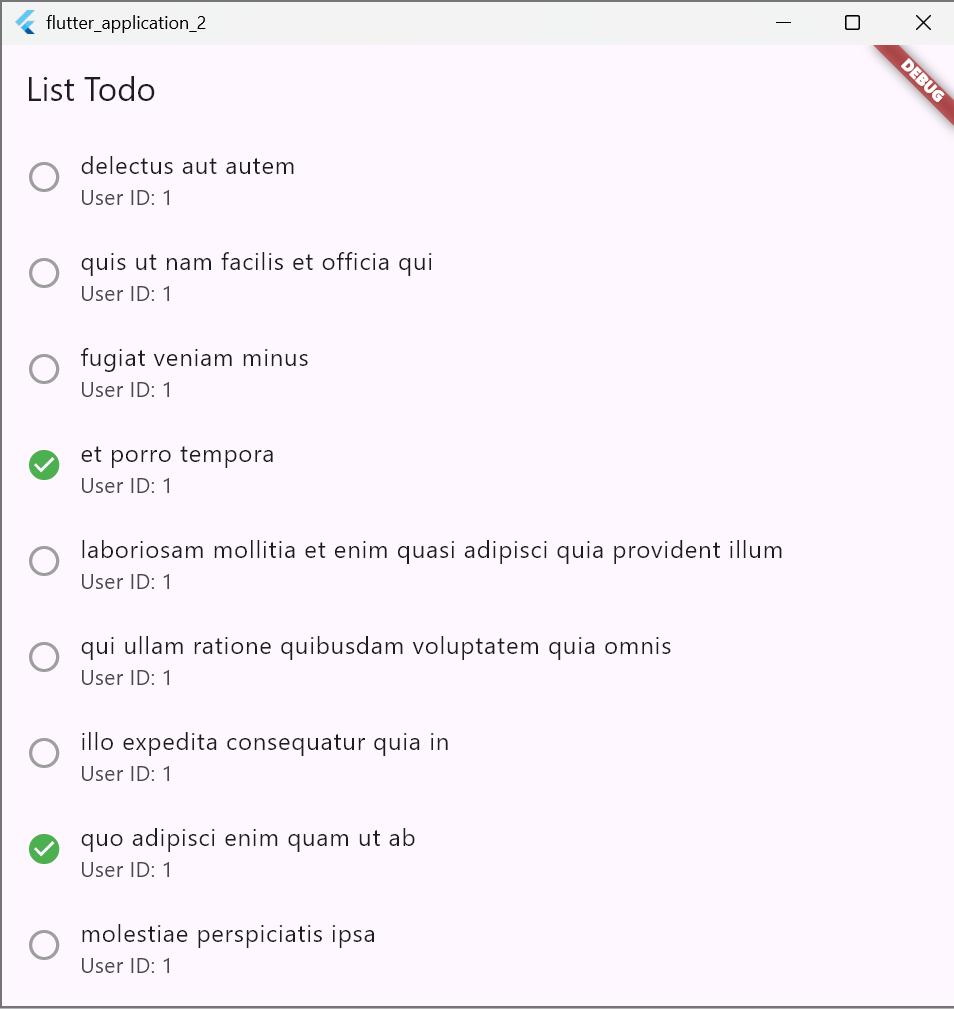 flutter_application_2
DEBUG
List Todo
delectus aut autem
User ID: 1
quis ut nam facilis et officia qui
User ID: 1
fugiat veniam minus
User ID: 1
et porro tempora
User ID: 1
laboriosam mollitia et enim quasi adipisci quia provident illum
User ID: 1
qui ullam ratione quibusdam voluptatem quia omnis
User ID: 1
illo expedita consequatur quia in
User ID: 1
quo adipisci enim quam ut ab
User ID: 1
molestiae perspiciatis ipsa
User ID: 1